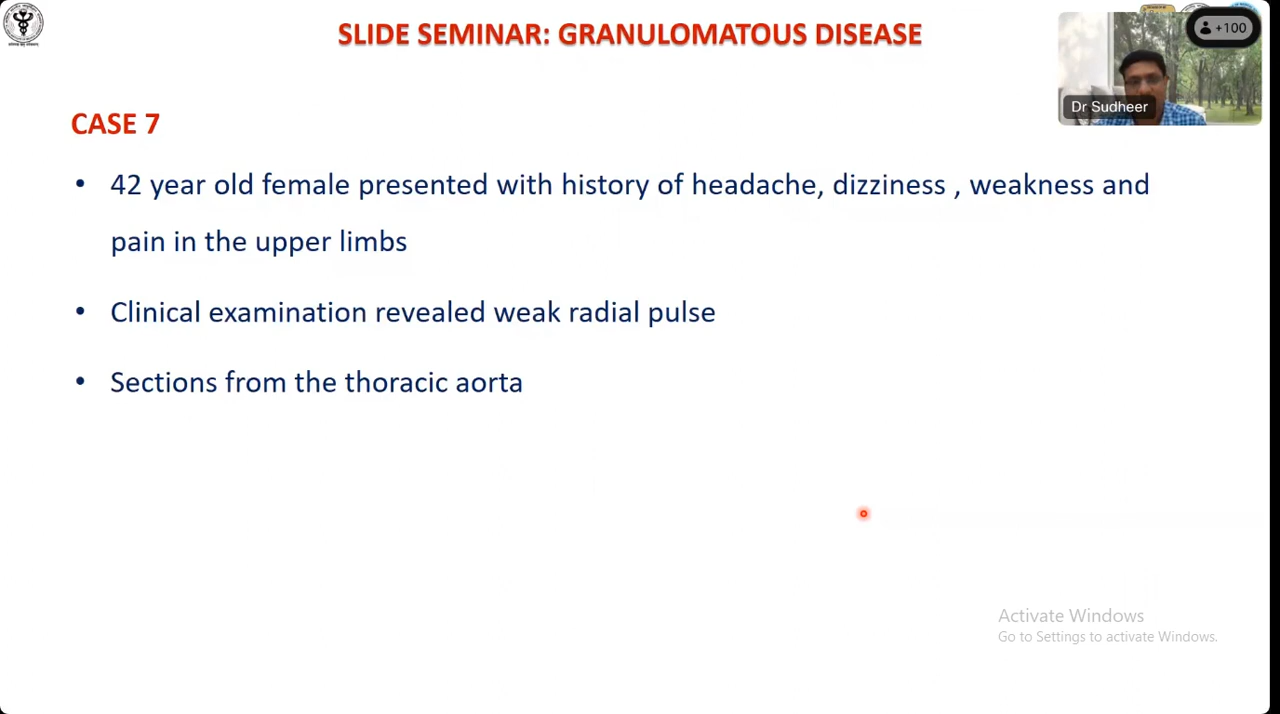 SLIDE SEMINAR: GRANULOMATOUS DISEASE
+100
Dr Sudheer
CASE 7
• 42 year old female presented with history of headache, dizziness , weakness and
pain in the upper limbs
• Clinical examination revealed weak radial pulse
• Sections from the thoracic aorta
Activate Windows
Go to Settings to activate Windows.